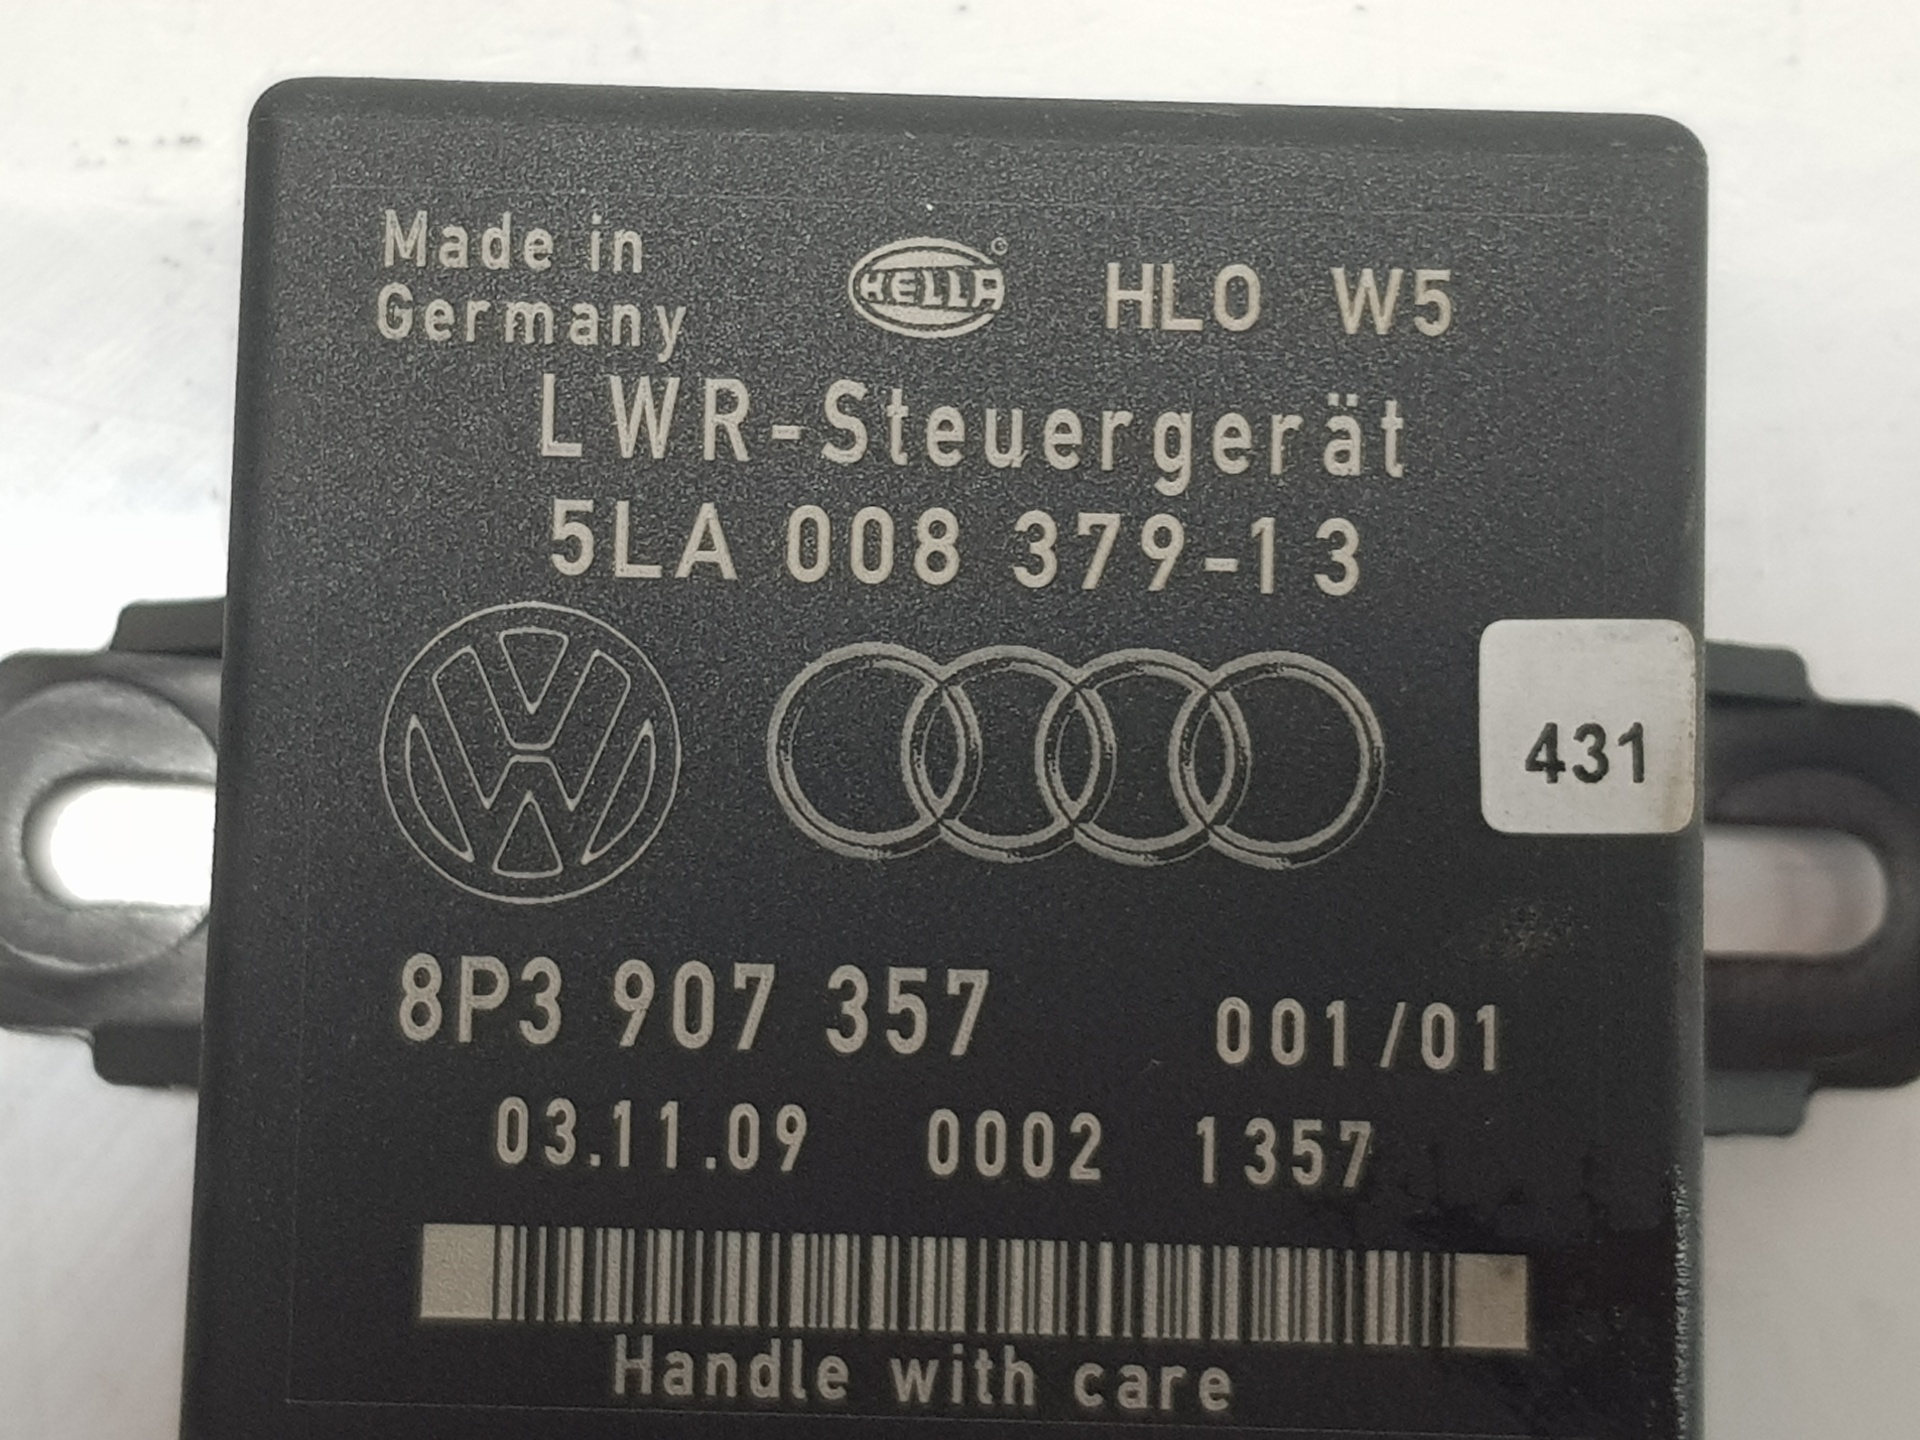 Made in
Germany
HELLA
HLO W5
LWR-Steuergerät
5LA 008 379-13
431
8P3 907 357 001/01
03.11.09 0002 1357
Handle with care